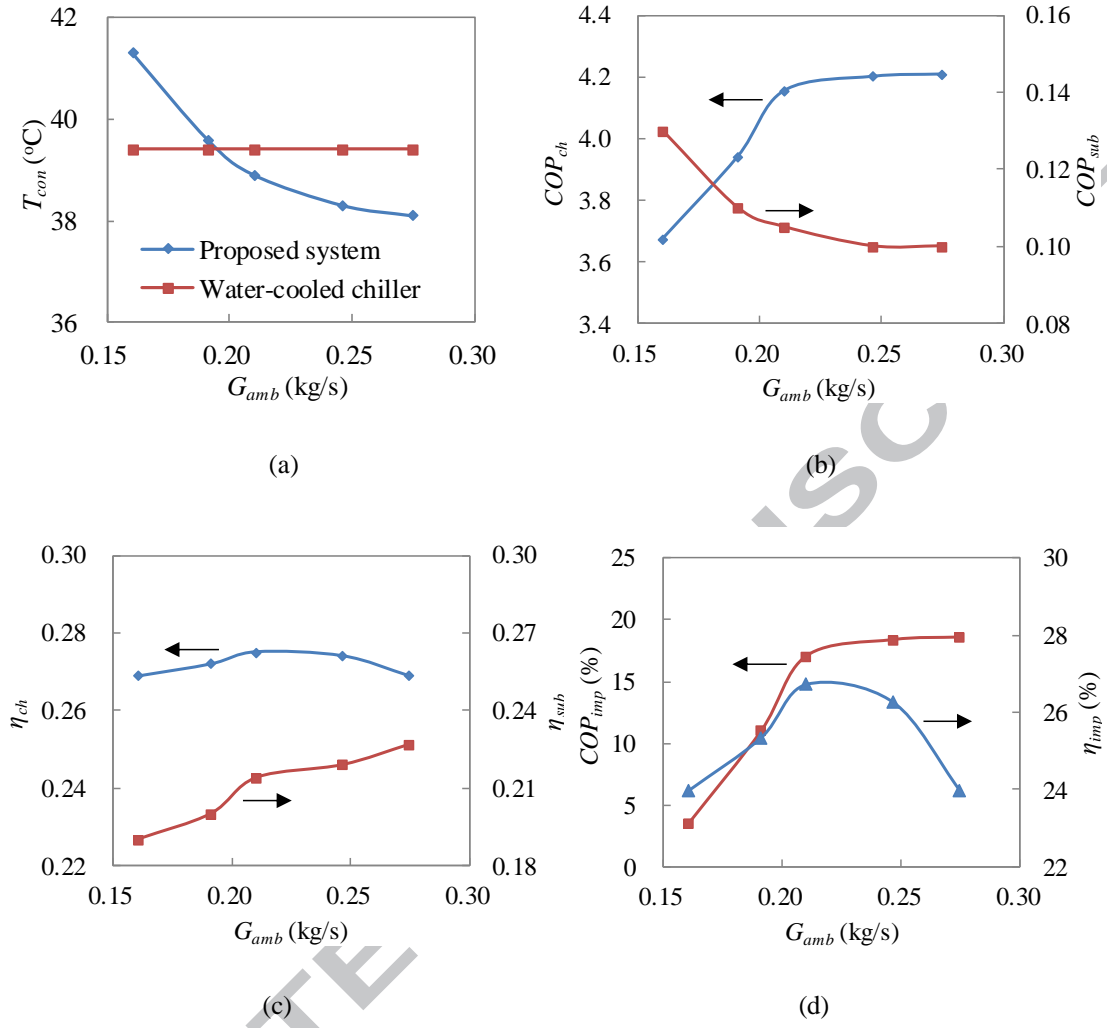 42
40
38
36
T_con (°C)
Proposed system
Water-cooled chiller
0.15 0.20 0.25 0.30
G_amb (kg/s)
(a)
4.4
4.2
4.0
3.8
3.6
3.4
COP_ch
0.16
0.14
0.12
0.10
0.08
COP_sub
0.15 0.20 0.25 0.30
G_amb (kg/s)
(b)
0.30
0.28
0.26
0.24
0.22
η_ch
0.30
0.27
0.24
0.21
0.18
η_sub
0.15 0.20 0.25 0.30
G_amb (kg/s)
(c)
25
20
15
10
5
0
COP_imp (%)
30
28
26
24
22
η_imp (%)
0.15 0.20 0.25 0.30
G_amb (kg/s)
(d)